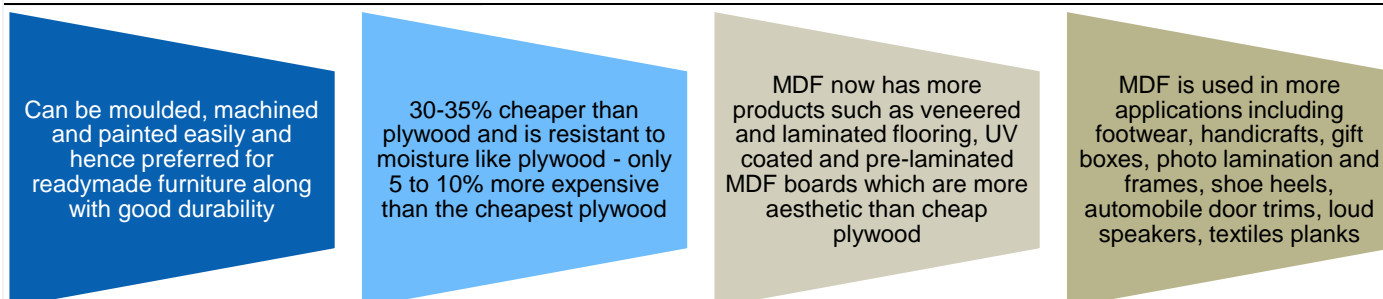 Can be moulded, machined
and painted easily and
hence preferred for
readymade furniture along
with good durability
30-35% cheaper than
plywood and is resistant to
moisture like plywood - only
5 to 10% more expensive
than the cheapest plywood
MDF now has more
products such as veneered
and laminated flooring, UV
coated and pre-laminated
MDF boards which are more
aesthetic than cheap
plywood
MDF is used in more
applications including
footwear, handicrafts, gift
boxes, photo lamination and
frames, shoe heels,
automobile door trims, loud
speakers, textiles planks